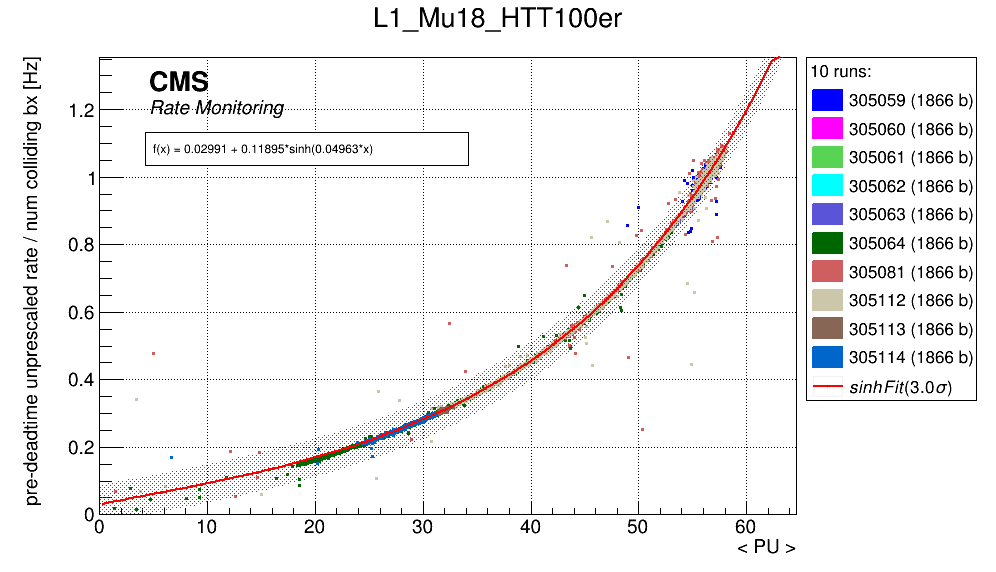 L1_Mu18_HTT100er
pre-deadtime unprescaled rate / num colliding bx [Hz]
CMS
Rate Monitoring
f(x) = 0.02991 + 0.11895*sinh(0.04963*x)
1.2
1
0.8
0.6
0.4
0.2
0
0 10 20 30 40 50 60
< PU >
10 runs:
305059 (1866 b)
305060 (1866 b)
305061 (1866 b)
305062 (1866 b)
305063 (1866 b)
305064 (1866 b)
305081 (1866 b)
305112 (1866 b)
305113 (1866 b)
305114 (1866 b)
sinhFit(3.0σ)